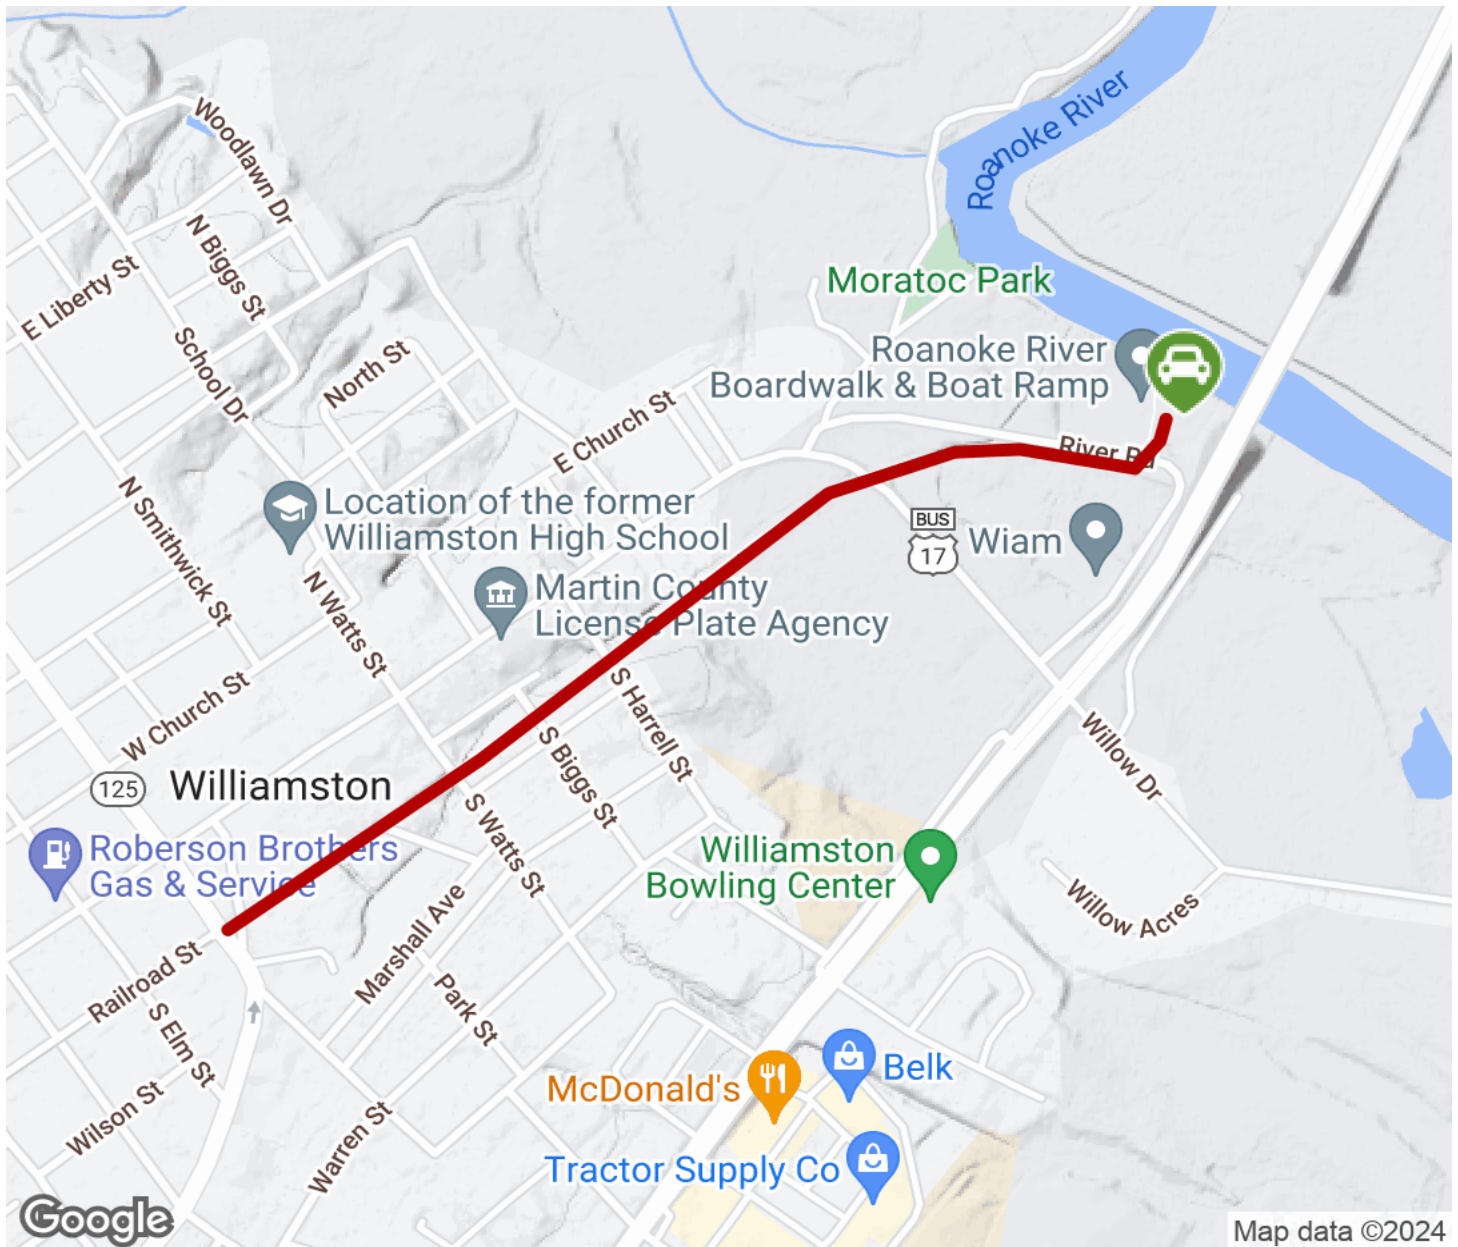 Woodlawn Dr
Roanoke River
N Biggs St
E Liberty St
Moratoc Park
School Dr
North St
Roanoke River
Boardwalk & Boat Ramp
E Church St
River Rd
N Smithwick St
Location of the former
Williamston High School
BUS
17
Wiam
N Watts St
Martin County
License Plate Agency
W Church St
S Harrell St
S Biggs St
Willow Dr
125
Williamston
S Watts St
Roberson Brothers
Gas & Service
Williamston
Bowling Center
Marshall Ave
Willow Acres
Railroad St
Park St
S Elm St
McDonald's
Belk
Wilson St
Warren St
Tractor Supply Co
Google
Map data ©2024